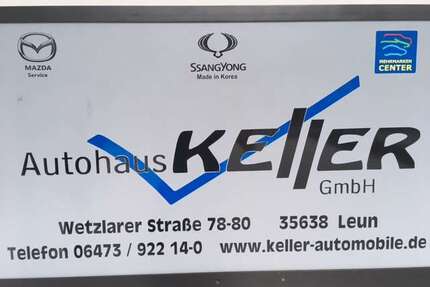 MAZDA
Service
SSANGYONG
Made in Korea
MEHRMARKEN
CENTER
Autohaus KELLER
GmbH
Wetzlarer Straße 78-80 35638 Leun
Telefon 06473 / 922 14-0 www.keller-automobile.de